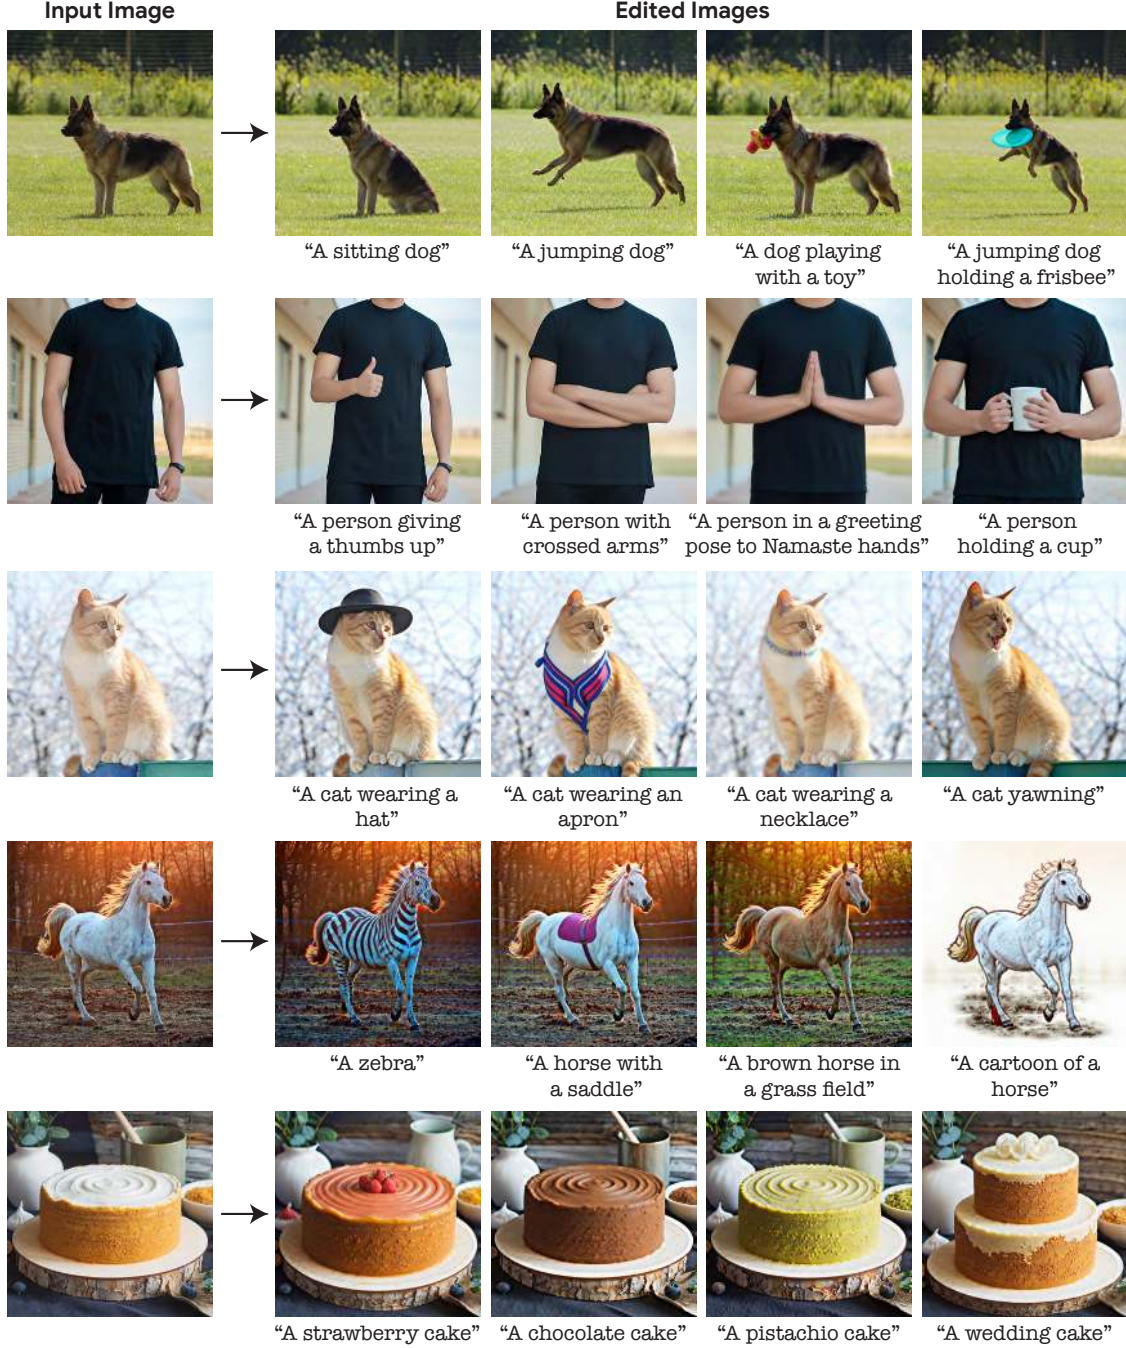 Input Image
Edited Images
“A sitting dog”
“A jumping dog”
“A dog playing
with a toy”
“A jumping dog
holding a frisbee”
“A person giving
a thumbs up”
“A person with
crossed arms”
“A person in a greeting
pose to Namaste hands”
“A person
holding a cup”
“A cat wearing a
hat”
“A cat wearing an
apron”
“A cat wearing a
necklace”
“A cat yawning”
“A zebra”
“A horse with
a saddle”
“A brown horse in
a grass field”
“A cartoon of a
horse”
“A strawberry cake”
“A chocolate cake”
“A pistachio cake”
“A wedding cake”